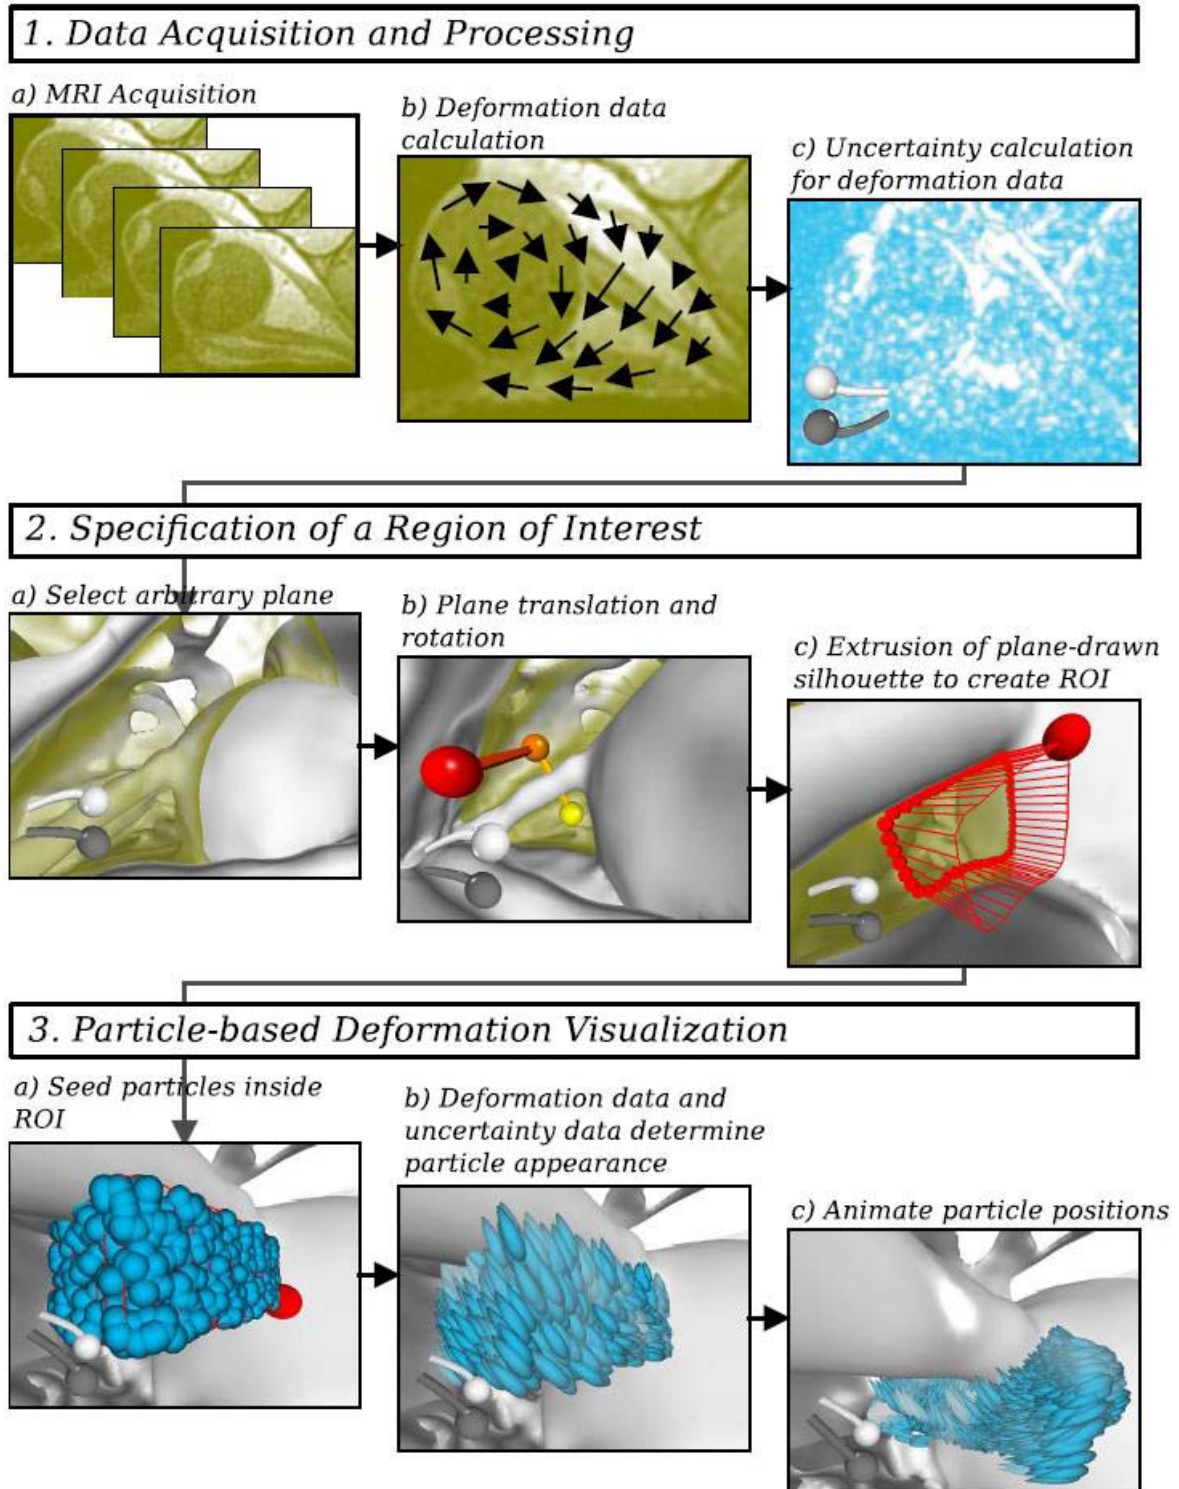 1. Data Acquisition and Processing
a) MRI Acquisition
b) Deformation data
calculation
c) Uncertainty calculation
for deformation data
2. Specification of a Region of Interest
a) Select arbitrary plane
b) Plane translation and
rotation
c) Extrusion of plane-drawn
silhouette to create ROI
3. Particle-based Deformation Visualization
a) Seed particles inside
ROI
b) Deformation data and
uncertainty data determine
particle appearance
c) Animate particle positions